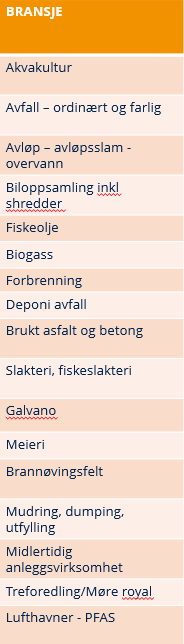 BRANSJE
Akvakultur
Avfall – ordinært og farlig
Avløp – avløpsslam -
overvann
Biloppsamling inkl
shredder
Fiskeolje
Biogass
Forbrenning
Deponi avfall
Brukt asfalt og betong
Slakteri, fiskeslakteri
Galvano
Meieri
Brannøvingsfelt
Mudring, dumping,
utfylling
Midlertidig
anleggsvirksomhet
Treforedling/Møre royal
Lufthavner - PFAS